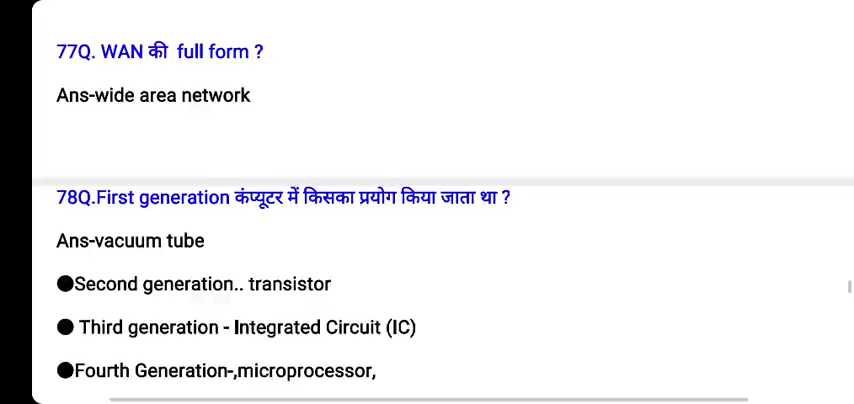 77Q. WAN की full form ?
Ans-wide area network
78Q.First generation कंप्यूटर में किसका प्रयोग किया जाता था ?
Ans-vacuum tube
●Second generation.. transistor
● Third generation - Integrated Circuit (IC)
●Fourth Generation-,microprocessor,